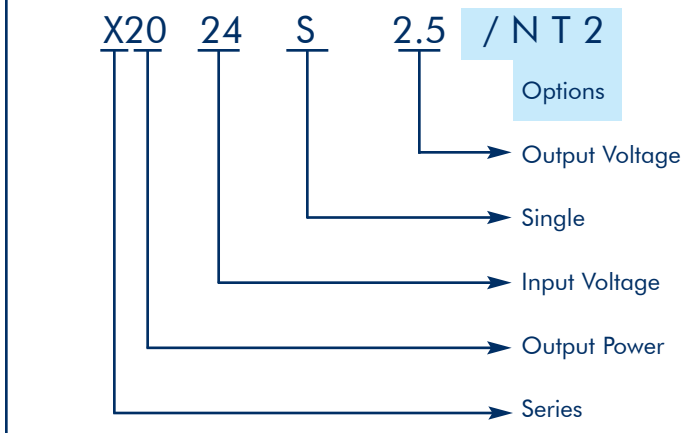 X20 24 S 2.5 / N T 2
Options
Output Voltage
Single
Input Voltage
Output Power
Series